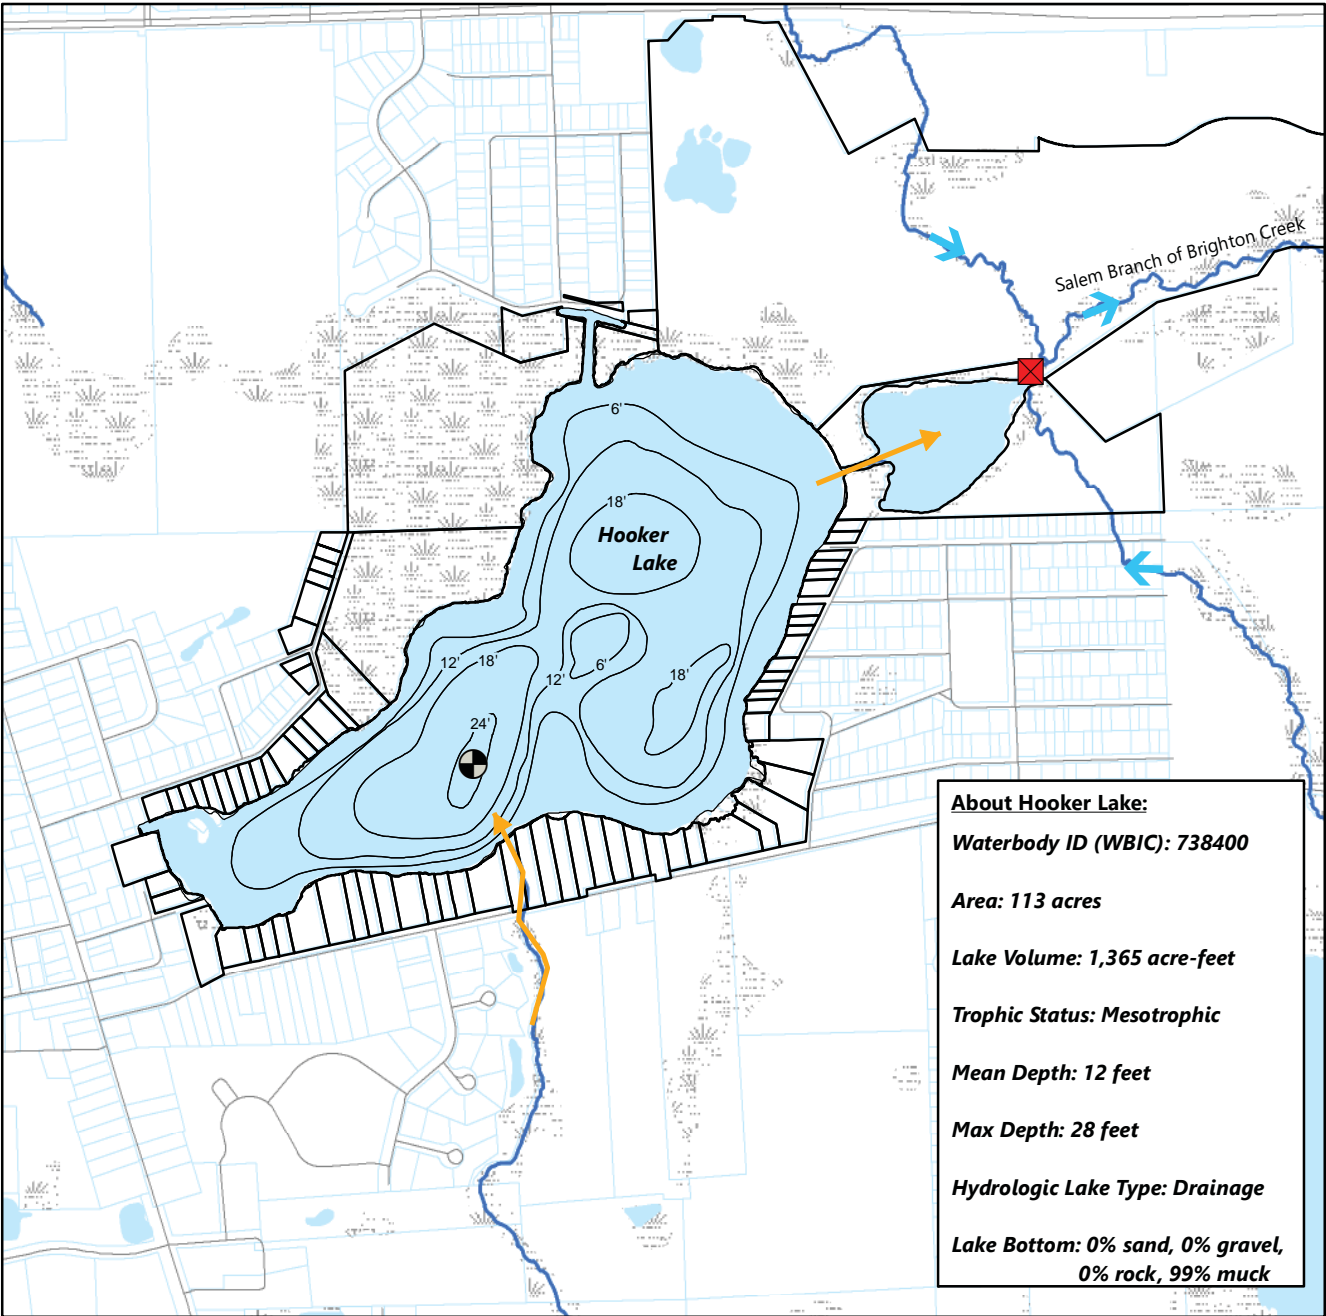 Salem Branch of Brighton Creek
6'
18'
Hooker
Lake
12'
18'
6'
12'
18'
24'
About Hooker Lake:
Waterbody ID (WBIC): 738400
Area: 113 acres
Lake Volume: 1,365 acre-feet
Trophic Status: Mesotrophic
Mean Depth: 12 feet
Max Depth: 28 feet
Hydrologic Lake Type: Drainage
Lake Bottom: 0% sand, 0% gravel,
0% rock, 99% muck